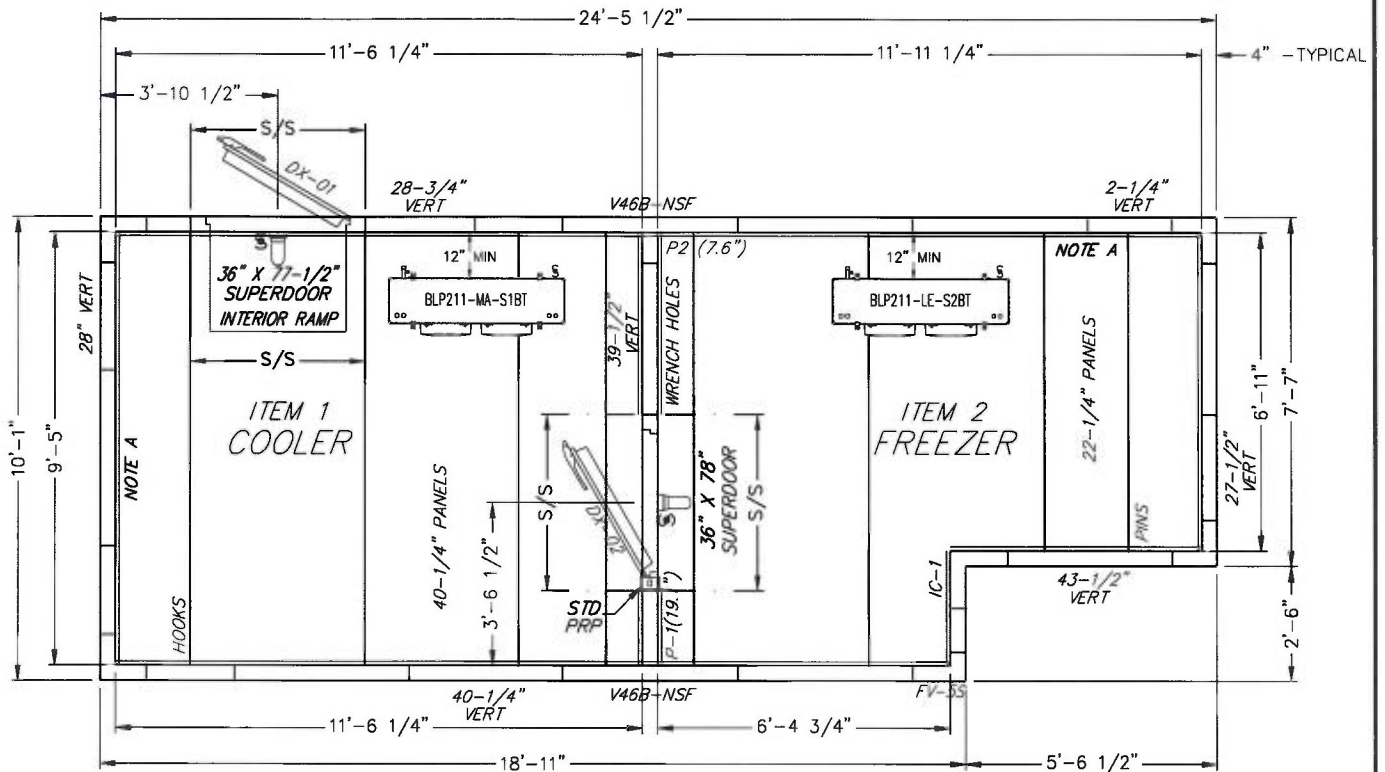 24'-5 1/2"
11'-6 1/4"
11'-11 1/4"
4" -TYPICAL
3'-10 1/2"
S/S
DX-01
28-3/4"
VERT
V46B-NSF
2-1/4"
VERT
P2 (7.6")
12" MIN
12" MIN
NOTE A
36" X 77-1/2"
SUPERDOOR
INTERIOR RAMP
BLP211-MA-S1BT
BLP211-LE-S2BT
28" VERT
39-1/2"
VERT
WRENCH HOLES
22-1/4" PANELS
S/S
10'-1"
9'-5"
6'-11"
7'-7"
ITEM 1
COOLER
ITEM 2
FREEZER
NOTE A
40-1/4" PANELS
S/S
DX-02
36" X 78"
SUPERDOOR
S/S
27-1/2"
VERT
PINS
3'-6 1/2"
HOOKS
STD
PRP
IC-1
43-1/2"
VERT
2'-6"
40-1/4"
VERT
V46B-NSF
FV-5S
11'-6 1/4"
6'-4 3/4"
18'-11"
5'-6 1/2"